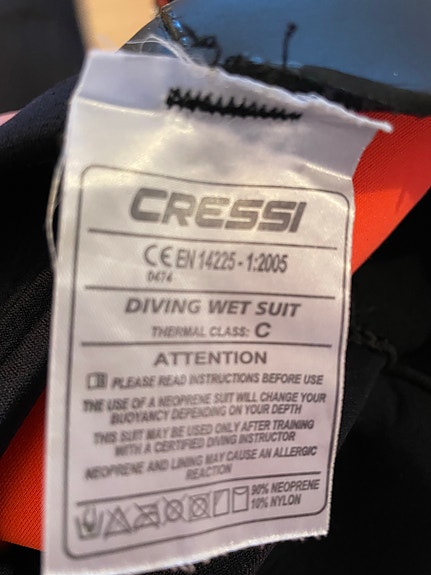 CRESSI
CE EN 14225 - 1:2005
0474
DIVING WET SUIT
THERMAL CLASS: C
ATTENTION
PLEASE READ INSTRUCTIONS BEFORE USE
THE USE OF A NEOPRENE SUIT WILL CHANGE YOUR
BUOYANCY DEPENDING ON YOUR DEPTH
THIS SUIT MAY BE USED ONLY AFTER TRAINING
WITH A CERTIFIED DIVING INSTRUCTOR
NEOPRENE AND LINING MAY CAUSE AN ALLERGIC
REACTION
90% NEOPRENE
10% NYLON